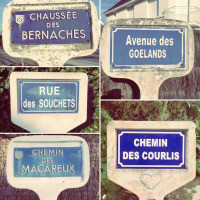 CHAUSSÉE
DES
BERNACHES
Avenue des
GOELANDS
RUE
DES SOUCHETS
CHEMIN
DES
MACAREUX
CHEMIN
DES COURLIS